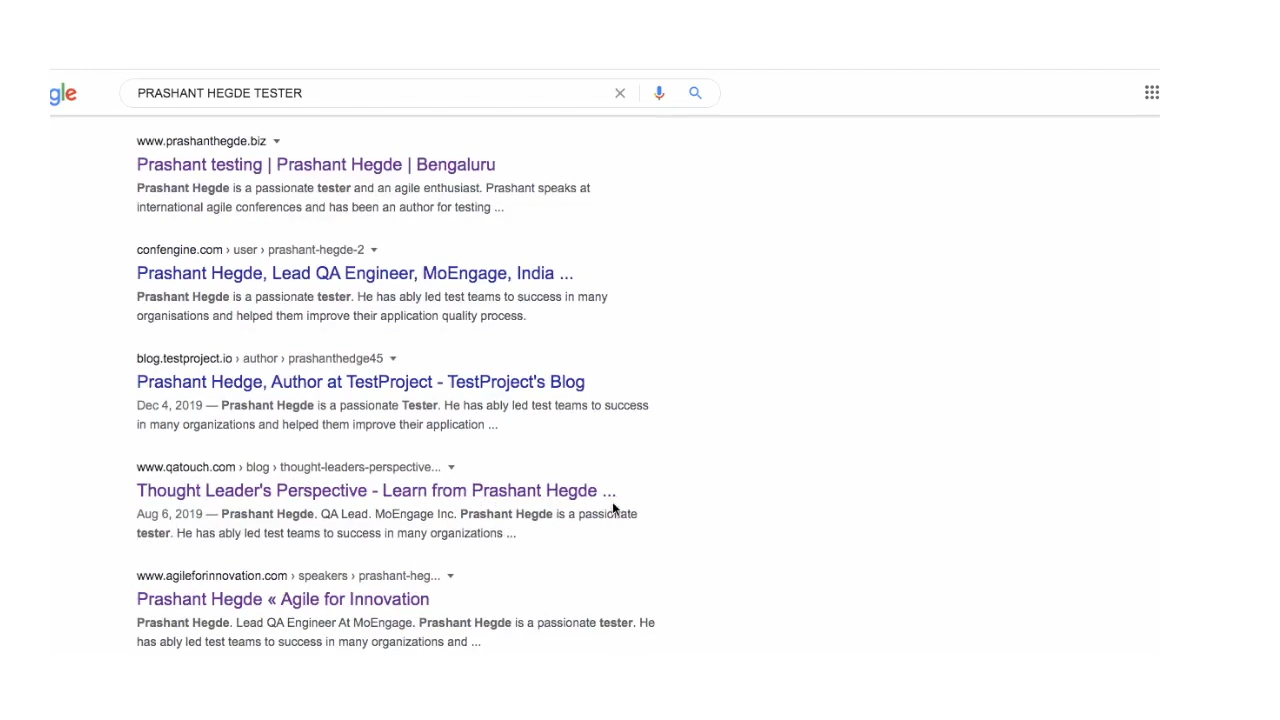 gle
PRASHANT HEGDE TESTER
www.prashanthegde.biz
Prashant testing | Prashant Hegde | Bengaluru
Prashant Hegde is a passionate tester and an agile enthusiast. Prashant speaks at
international agile conferences and has been an author for testing ...
confengine.com › user › prashant-hegde-2
Prashant Hegde, Lead QA Engineer, MoEngage, India ...
Prashant Hegde is a passionate tester. He has ably led test teams to success in many
organisations and helped them improve their application quality process.
blog.testproject.io › author › prashanthedge45
Prashant Hedge, Author at TestProject - TestProject's Blog
Dec 4, 2019 — Prashant Hegde is a passionate Tester. He has ably led test teams to success
in many organizations and helped them improve their application ...
www.qatouch.com › blog › thought-leaders-perspective...
Thought Leader's Perspective - Learn from Prashant Hegde ...
Aug 6, 2019 — Prashant Hegde. QA Lead. MoEngage Inc. Prashant Hegde is a passionate
tester. He has ably led test teams to success in many organizations ...
www.agileforinnovation.com › speakers › prashant-heg...
Prashant Hegde « Agile for Innovation
Prashant Hegde. Lead QA Engineer At MoEngage. Prashant Hegde is a passionate tester. He
has ably led test teams to success in many organizations and ...